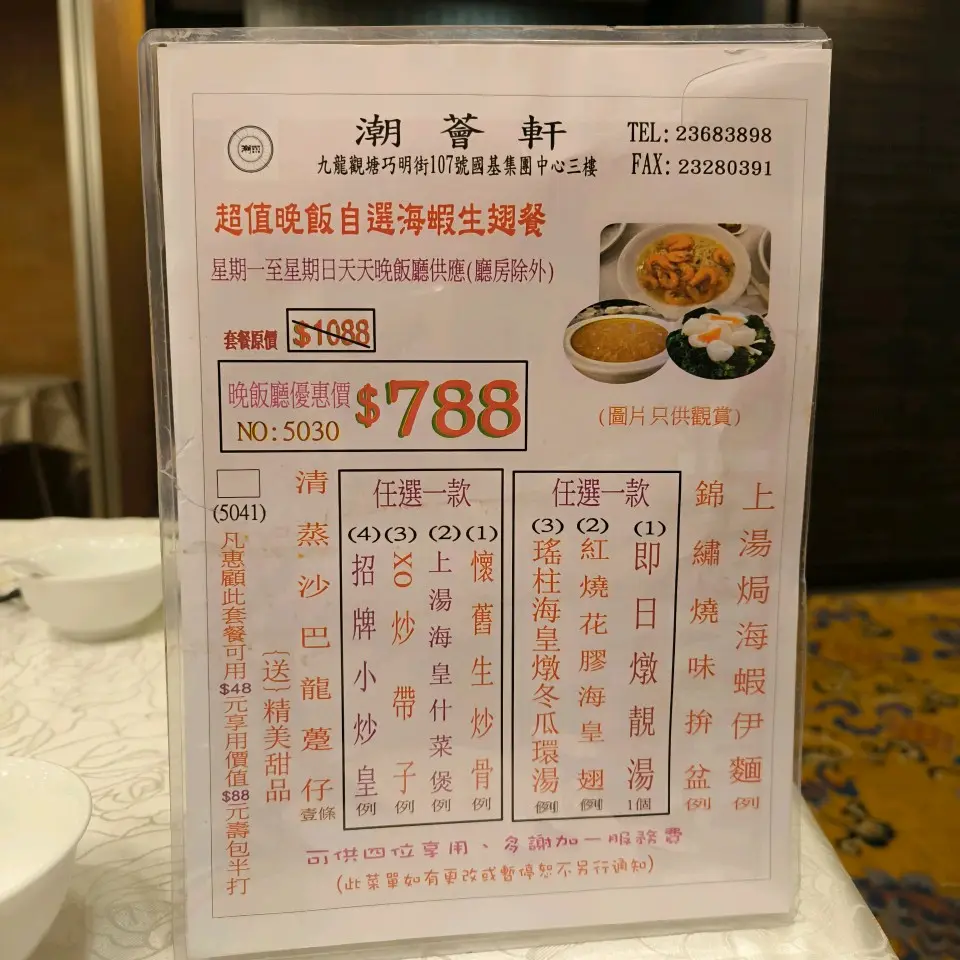 潮薈軒
九龍觀塘巧明街107號國基集團中心三樓
TEL: 23683898
FAX: 23280391
超值晚飯自選海蝦生翅餐
星期一至星期日天天晚飯廳供應(廳房除外)
套餐原價 $1088
晚飯廳優惠價 $788
NO:5030
(圖片只供觀賞)
上湯焗海蝦伊麵 例
錦繡燒味拚盆 例
任選一款
(1)即日燉靚湯 1個
(2)紅燒花膠海皇翅 例
(3)瑤柱海皇燉冬瓜環湯 例
任選一款
(1)懷舊生炒骨 例
(2)上湯海皇什菜煲 例
(3)XO炒帶子 例
(4)招牌小炒皇 例
清蒸沙巴龍躉仔 壹條
{送}精美甜品
(5041)
凡惠顧此套餐可用$48元享用價值$88元壽包半打
可供四位享用、多謝加一服務費
(此菜單如有更改或暫停恕不另行通知)